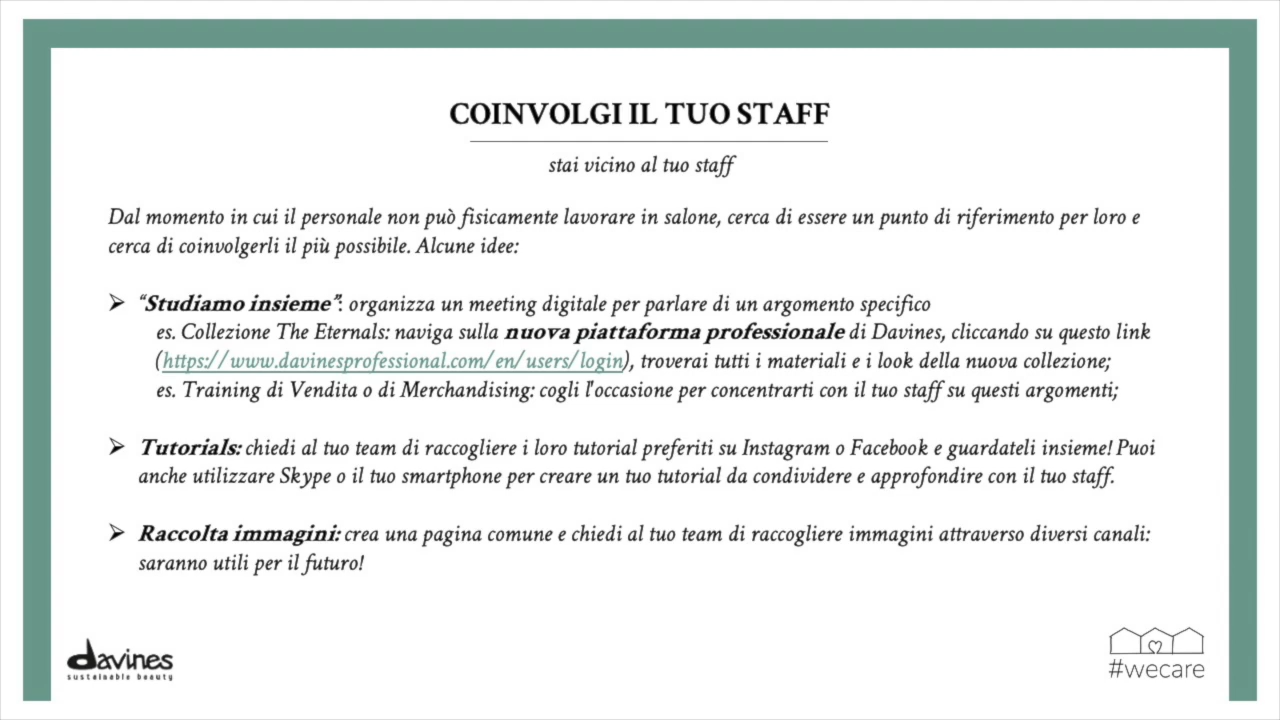 COINVOLGI IL TUO STAFF
stai vicino al tuo staff
Dal momento in cui il personale non può fisicamente lavorare in salone, cerca di essere un punto di riferimento per loro e
cerca di coinvolgerli il più possibile. Alcune idee:
➢ “Studiamo insieme”: organizza un meeting digitale per parlare di un argomento specifico
es. Collezione The Eternals: naviga sulla nuova piattaforma professionale di Davines, cliccando su questo link
(https://www.davinesprofessional.com/en/users/login), troverai tutti i materiali e i look della nuova collezione;
es. Training di Vendita o di Merchandising: cogli l'occasione per concentrarti con il tuo staff su questi argomenti;
➢ Tutorials: chiedi al tuo team di raccogliere i loro tutorial preferiti su Instagram o Facebook e guardateli insieme! Puoi
anche utilizzare Skype o il tuo smartphone per creare un tuo tutorial da condividere e approfondire con il tuo staff.
➢ Raccolta immagini: crea una pagina comune e chiedi al tuo team di raccogliere immagini attraverso diversi canali:
saranno utili per il futuro!
davines
sustainable beauty
#wecare